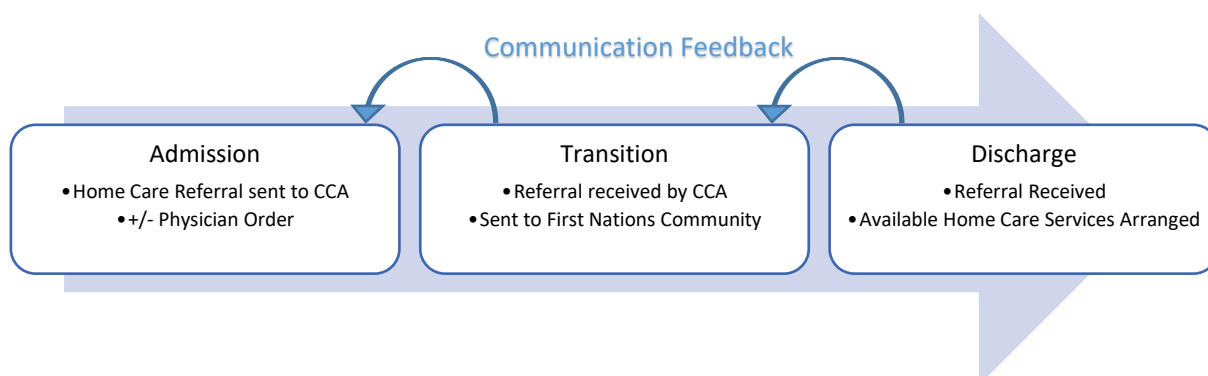 Communication Feedback
Admission
•Home Care Referral sent to CCA
•+/- Physician Order
Transition
•Referral received by CCA
•Sent to First Nations Community
Discharge
•Referral Received
•Available Home Care Services Arranged